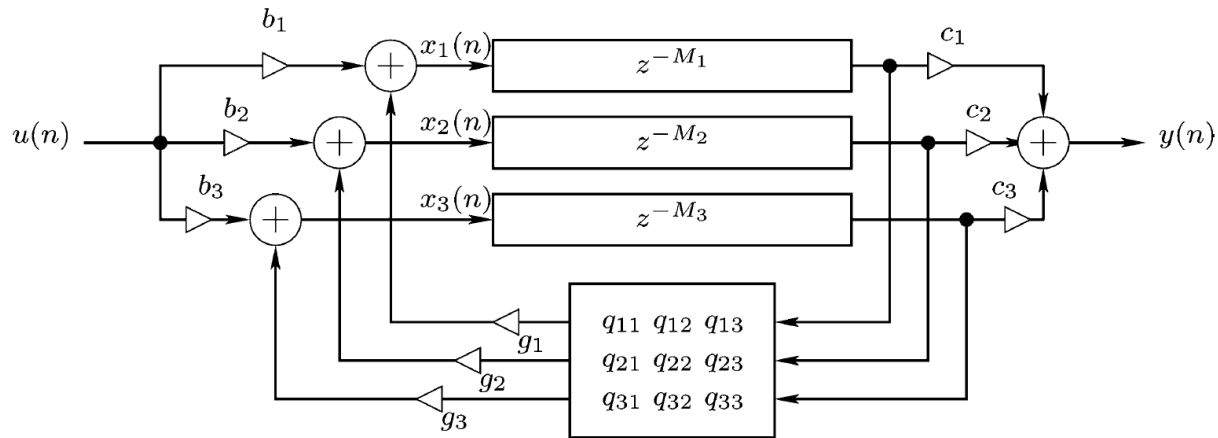 b₁
x₁(n)
z^{-M₁}
c₁
u(n)
b₂
x₂(n)
z^{-M₂}
c₂
y(n)
b₃
x₃(n)
z^{-M₃}
c₃
+
+
+
+
g₁
q₁₁ q₁₂ q₁₃
g₂
q₂₁ q₂₂ q₂₃
g₃
q₃₁ q₃₂ q₃₃